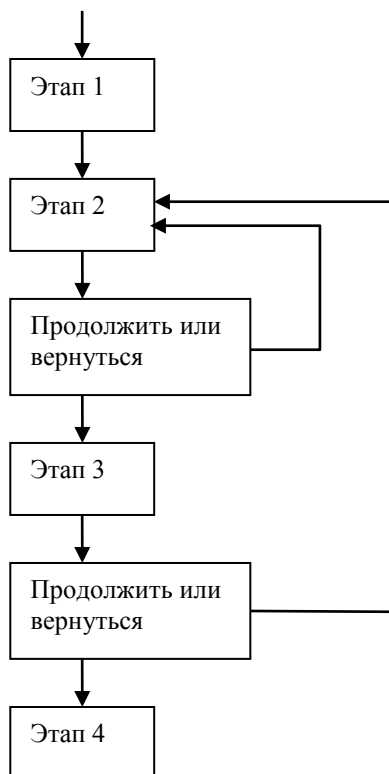 Этап 1
Этап 2
Продолжить или
вернуться
Этап 3
Продолжить или
вернуться
Этап 4